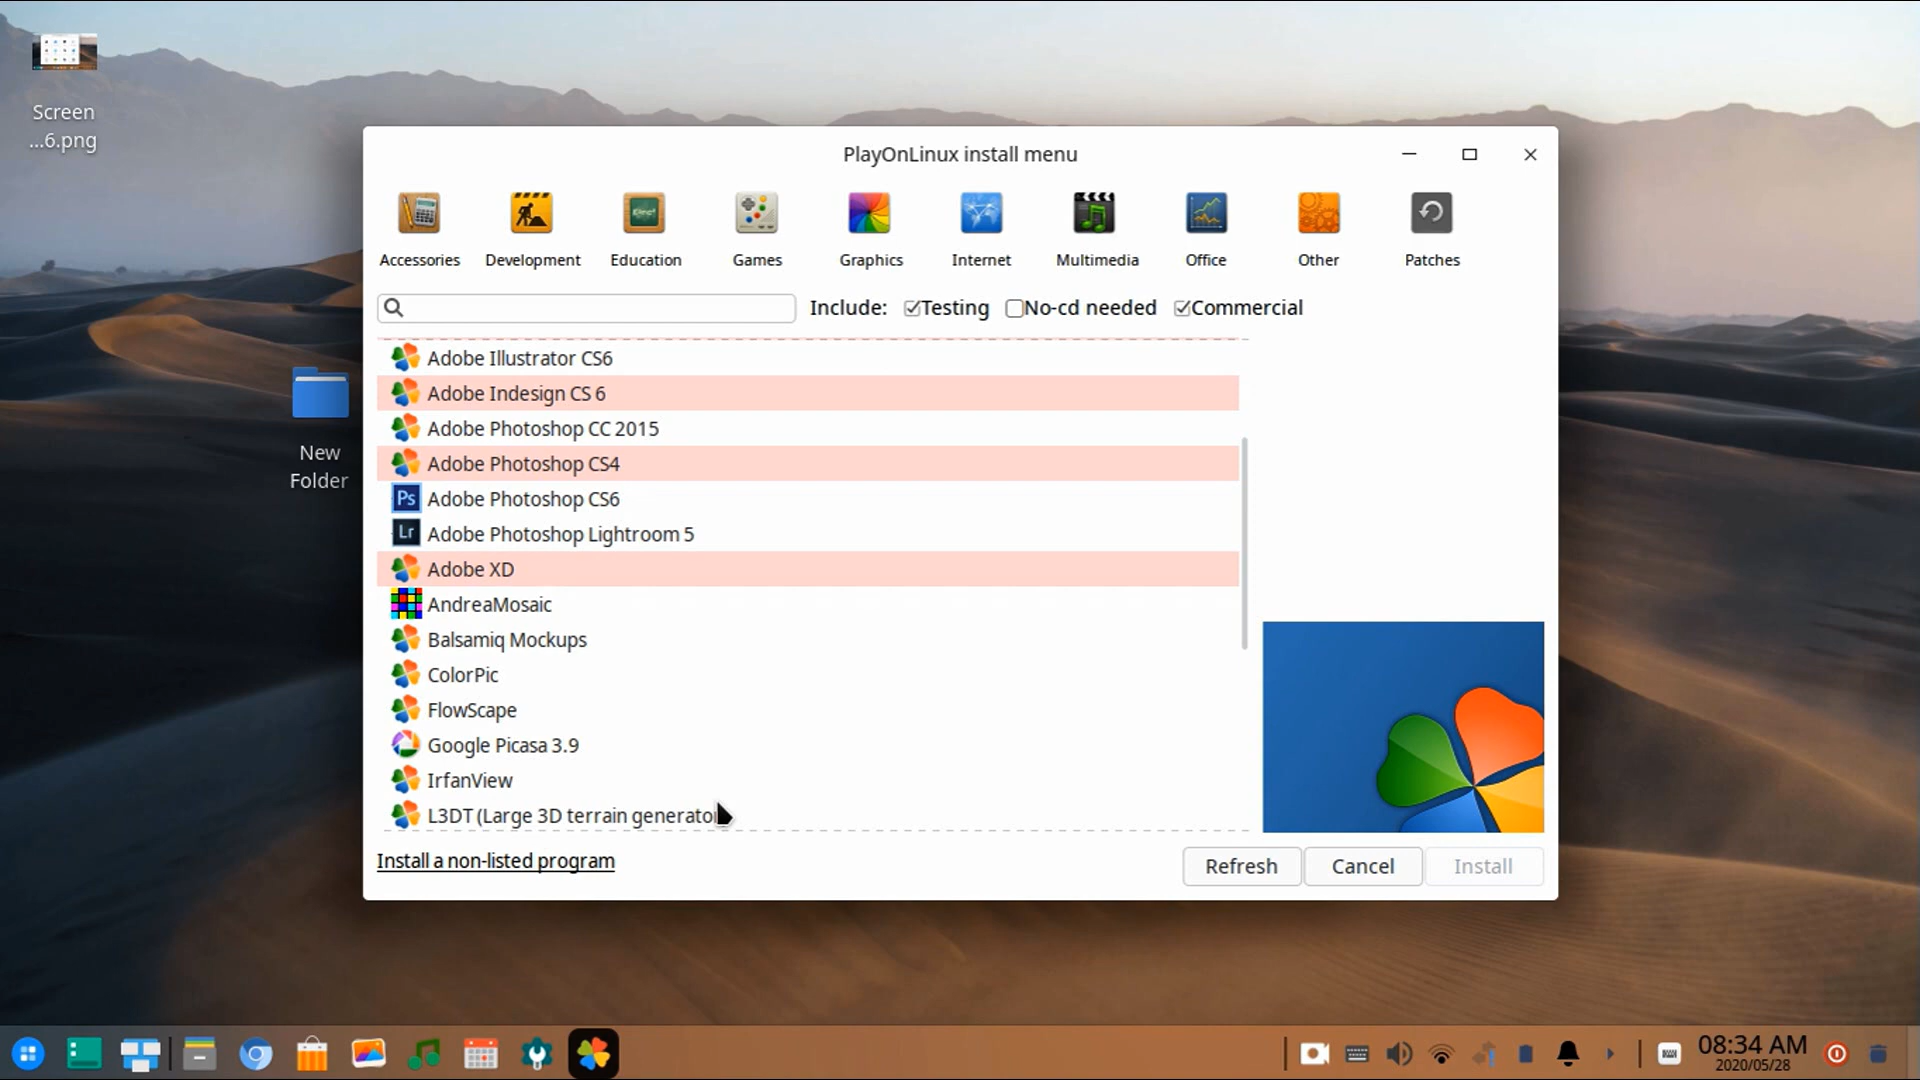 Screen
...6.png
New
Folder
PlayOnLinux install menu
Accessories
Development
Education
Games
Graphics
Internet
Multimedia
Office
Other
Patches
Include: Testing No-cd needed Commercial
Adobe Illustrator CS6
Adobe Indesign CS 6
Adobe Photoshop CC 2015
Adobe Photoshop CS4
Ps Adobe Photoshop CS6
Lr Adobe Photoshop Lightroom 5
Adobe XD
AndreaMosaic
Balsamiq Mockups
ColorPic
FlowScape
Google Picasa 3.9
IrfanView
L3DT (Large 3D terrain generator
Install a non-listed program
Refresh
Cancel
Install
08:34 AM
2020/05/28